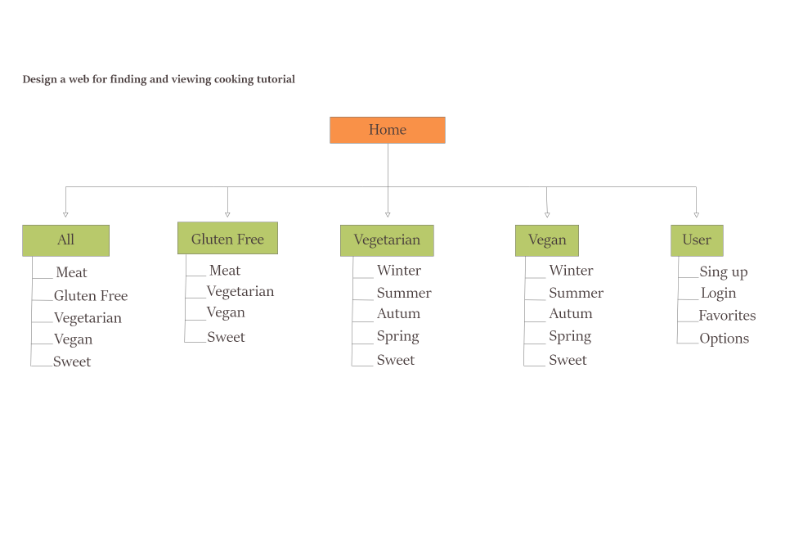 Design a web for finding and viewing cooking tutorial
Home
All
Meat
Gluten Free
Vegetarian
Vegan
Sweet
Gluten Free
Meat
Vegetarian
Vegan
Sweet
Vegetarian
Winter
Summer
Autum
Spring
Sweet
Vegan
Winter
Summer
Autum
Spring
Sweet
User
Sing up
Login
Favorites
Options